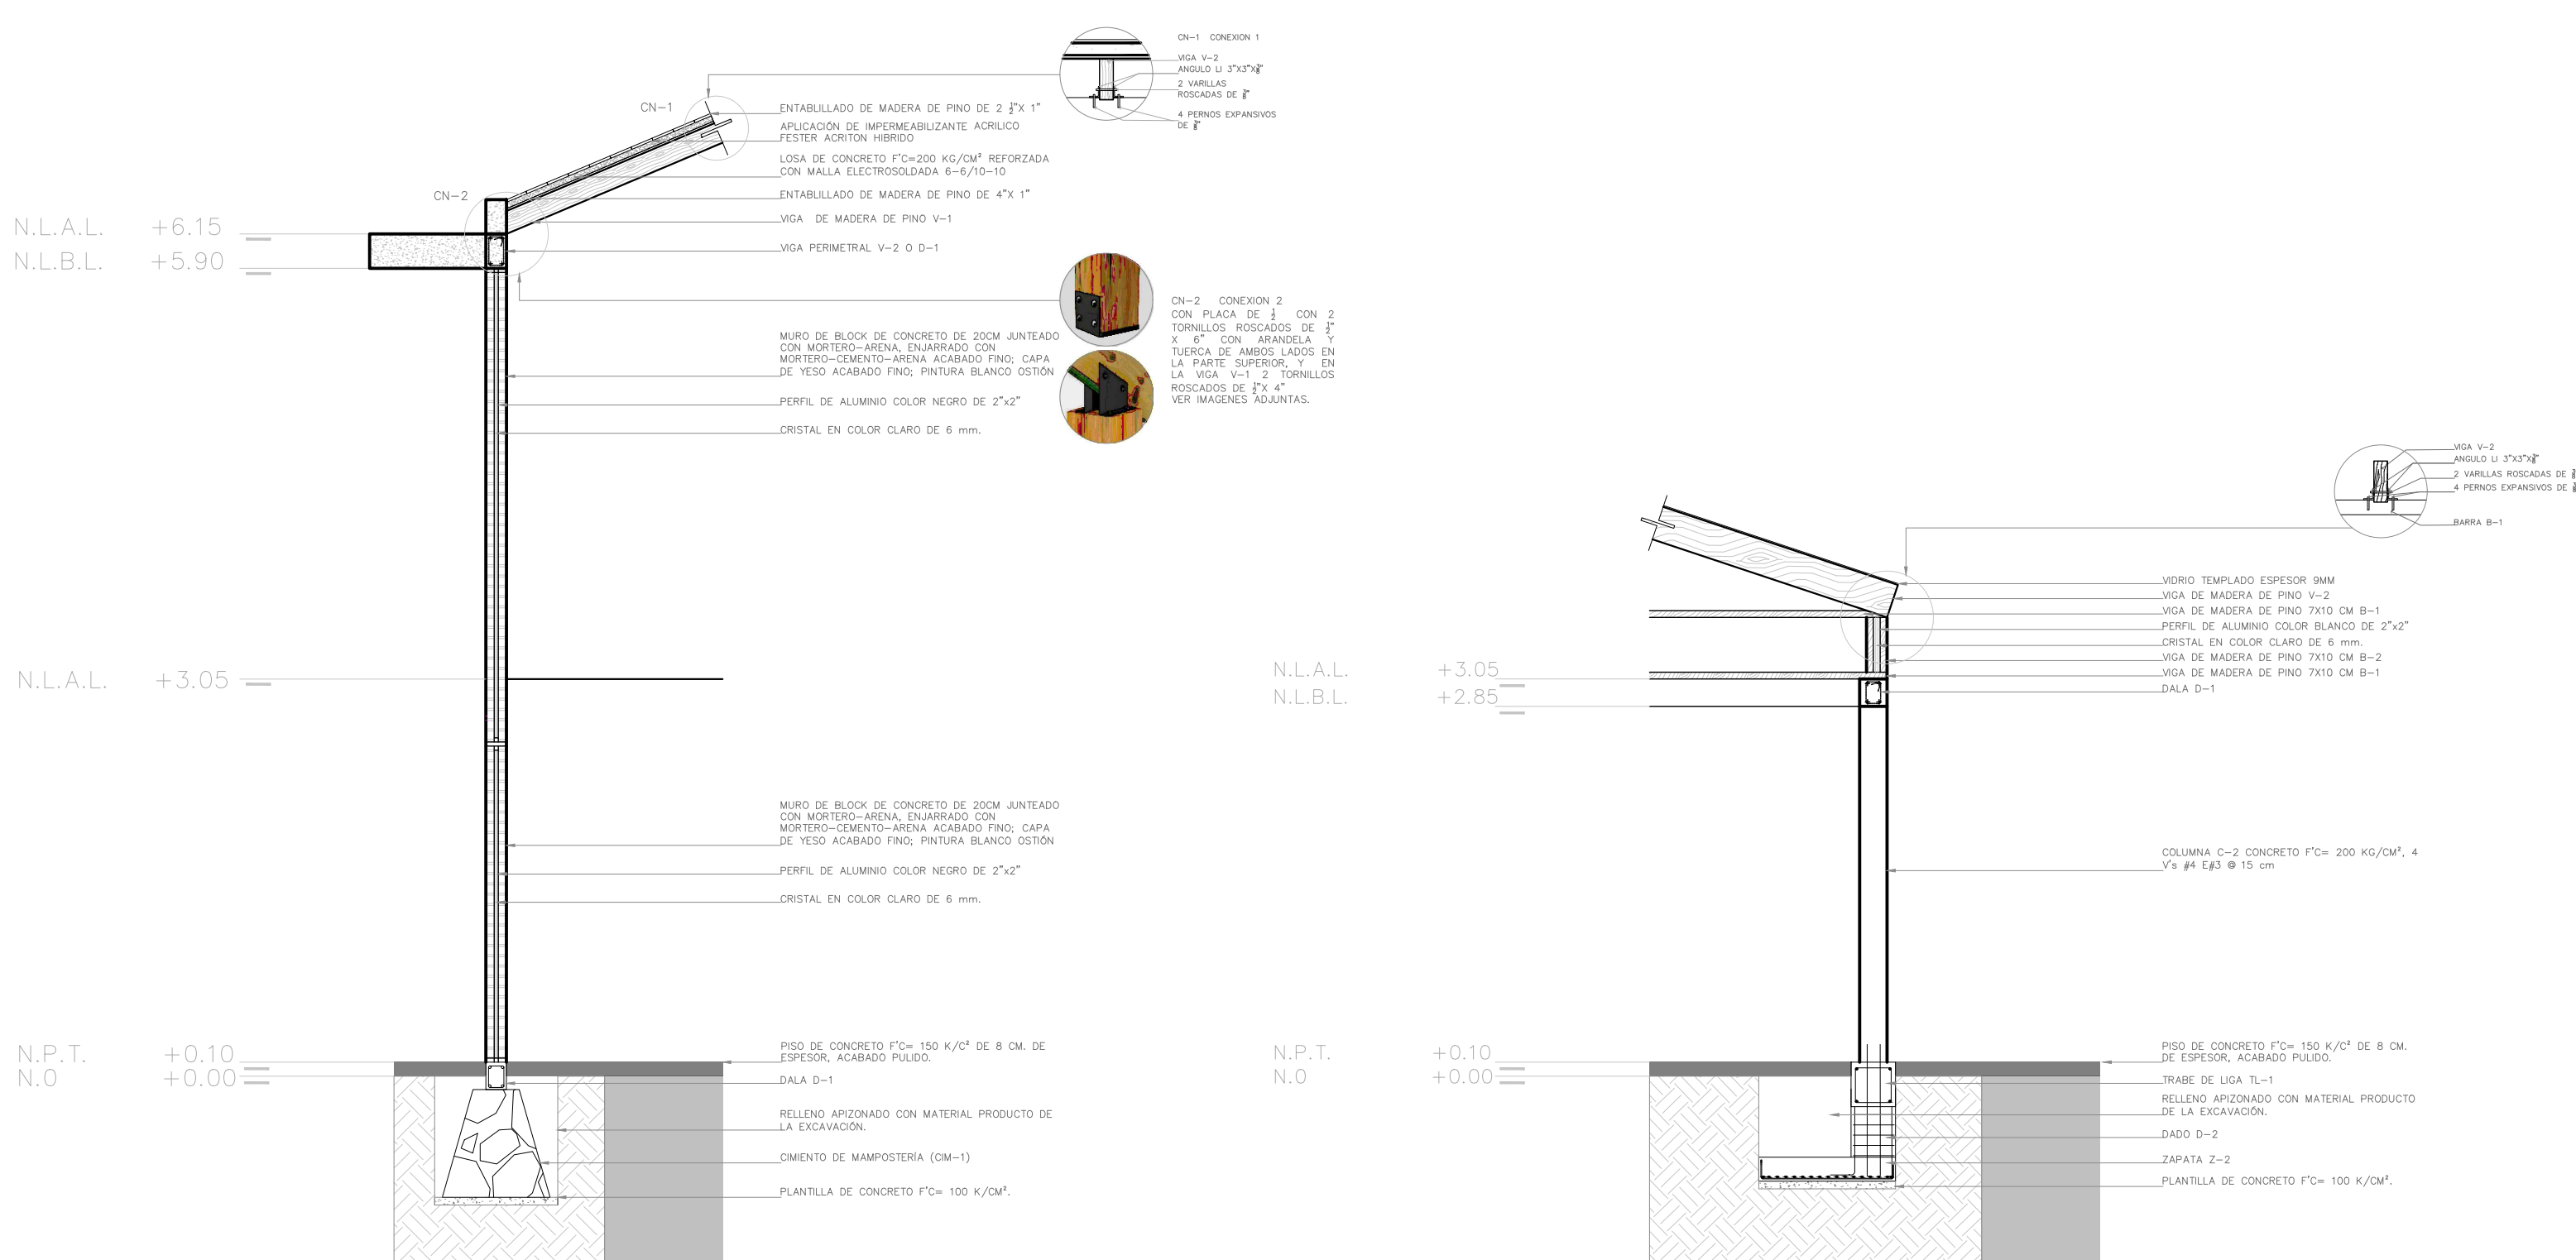 CN-1 CONEXION 1
VIGA V-2
ANGULO LI 3"X3"X⅜"
2 VARILLAS
ROSCADAS DE ⅜"
4 PERNOS EXPANSIVOS
DE ⅜"
CN-1
ENTABLILLADO DE MADERA DE PINO DE 2 ½"X 1"
APLICACIÓN DE IMPERMEABILIZANTE ACRILICO
FESTER ACRITON HIBRIDO
LOSA DE CONCRETO F'C=200 KG/CM² REFORZADA
CON MALLA ELECTROSOLDADA 6-6/10-10
ENTABLILLADO DE MADERA DE PINO DE 4"X 1"
VIGA DE MADERA DE PINO V-1
VIGA PERIMETRAL V-2 O D-1
CN-2
N.L.A.L. +6.15
N.L.B.L. +5.90
CN-2 CONEXION 2
CON PLACA DE ½ CON 2
TORNILLOS ROSCADOS DE ½"
X 6" CON ARANDELA Y
TUERCA DE AMBOS LADOS EN
LA PARTE SUPERIOR, Y EN
LA VIGA V-1 2 TORNILLOS
ROSCADOS DE ½"X 4"
VER IMAGENES ADJUNTAS.
MURO DE BLOCK DE CONCRETO DE 20CM JUNTEADO
CON MORTERO-ARENA, ENJARRADO CON
MORTERO-CEMENTO-ARENA ACABADO FINO; CAPA
DE YESO ACABADO FINO; PINTURA BLANCO OSTIÓN
PERFIL DE ALUMINIO COLOR NEGRO DE 2"x2"
CRISTAL EN COLOR CLARO DE 6 mm.
N.L.A.L. +3.05
MURO DE BLOCK DE CONCRETO DE 20CM JUNTEADO
CON MORTERO-ARENA, ENJARRADO CON
MORTERO-CEMENTO-ARENA ACABADO FINO; CAPA
DE YESO ACABADO FINO; PINTURA BLANCO OSTIÓN
PERFIL DE ALUMINIO COLOR NEGRO DE 2"x2"
CRISTAL EN COLOR CLARO DE 6 mm.
N.P.T. +0.10
N.0 +0.00
PISO DE CONCRETO F'C= 150 K/C² DE 8 CM. DE
ESPESOR, ACABADO PULIDO.
DALA D-1
RELLENO APIZONADO CON MATERIAL PRODUCTO DE
LA EXCAVACIÓN.
CIMIENTO DE MAMPOSTERÍA (CIM-1)
PLANTILLA DE CONCRETO F'C= 100 K/CM².
VIGA V-2
ANGULO LI 3"X3"X⅜"
2 VARILLAS ROSCADAS DE
4 PERNOS EXPANSIVOS DE
BARRA B-1
VIDRIO TEMPLADO ESPESOR 9MM
VIGA DE MADERA DE PINO V-2
VIGA DE MADERA DE PINO 7X10 CM B-1
PERFIL DE ALUMINIO COLOR BLANCO DE 2"x2"
CRISTAL EN COLOR CLARO DE 6 mm.
VIGA DE MADERA DE PINO 7X10 CM B-2
VIGA DE MADERA DE PINO 7X10 CM B-1
DALA D-1
N.L.A.L. +3.05
N.L.B.L. +2.85
COLUMNA C-2 CONCRETO F'C= 200 KG/CM², 4
V's #4 E#3 @ 15 cm
N.P.T. +0.10
N.0 +0.00
PISO DE CONCRETO F'C= 150 K/C² DE 8 CM.
DE ESPESOR, ACABADO PULIDO.
TRABE DE LIGA TL-1
RELLENO APIZONADO CON MATERIAL PRODUCTO
DE LA EXCAVACIÓN.
DADO D-2
ZAPATA Z-2
PLANTILLA DE CONCRETO F'C= 100 K/CM².